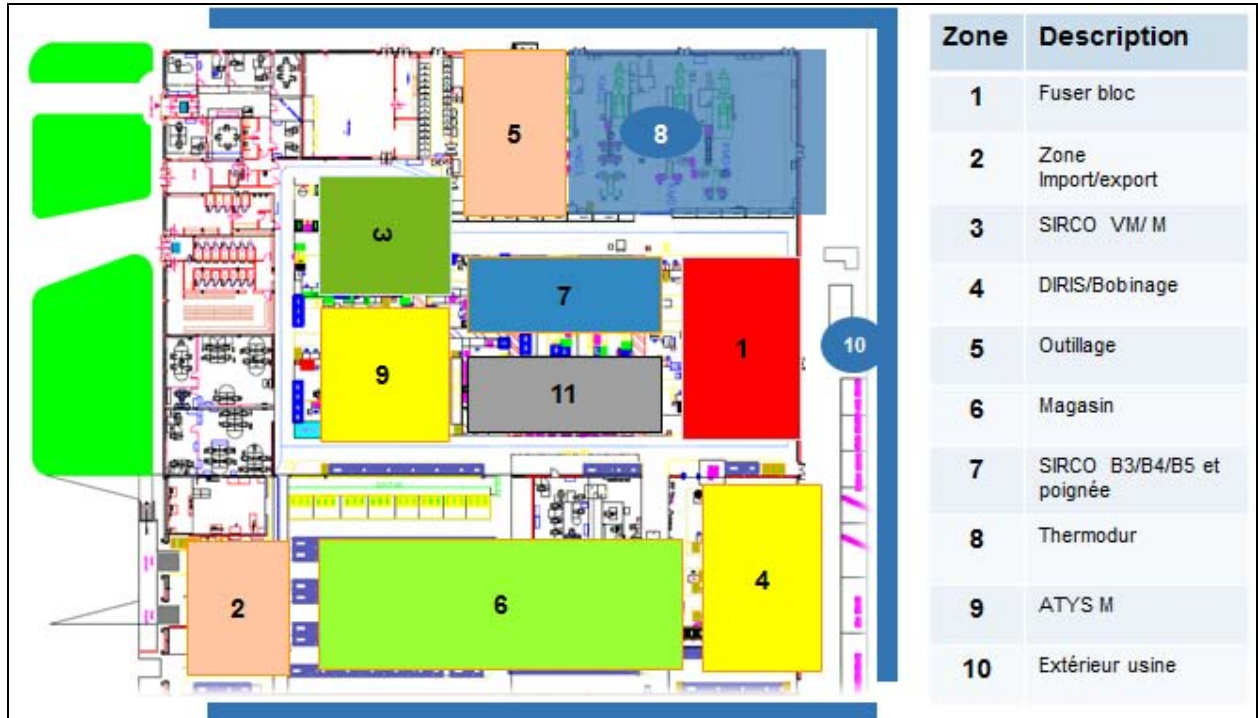 5
8
3
7
1
10
9
11
2
6
4
Zone Description
1 Fuser bloc
2 Zone
Import/export
3 SIRCO VM/ M
4 DIRIS/Bobinage
5 Outillage
6 Magasin
7 SIRCO B3/B4/B5 et
poignée
8 Thermodur
9 ATYS M
10 Extérieur usine